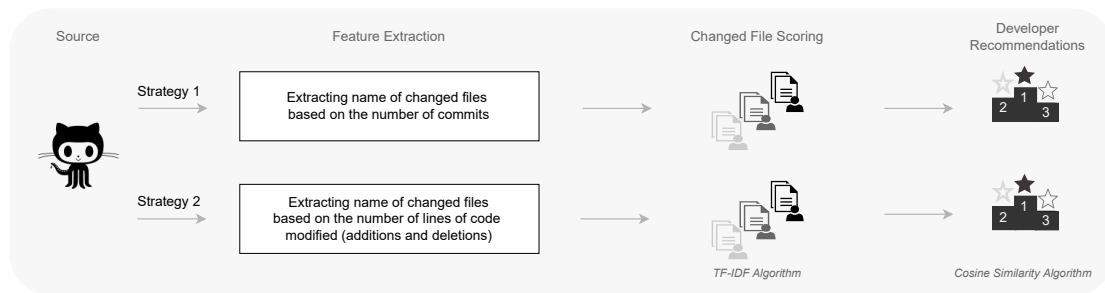 Source
Feature Extraction
Changed File Scoring
Developer
Recommendations
Strategy 1
Extracting name of changed files
based on the number of commits
2 1 3
Strategy 2
Extracting name of changed files
based on the number of lines of code
modified (additions and deletions)
2 1 3
TF-IDF Algorithm
Cosine Similarity Algorithm